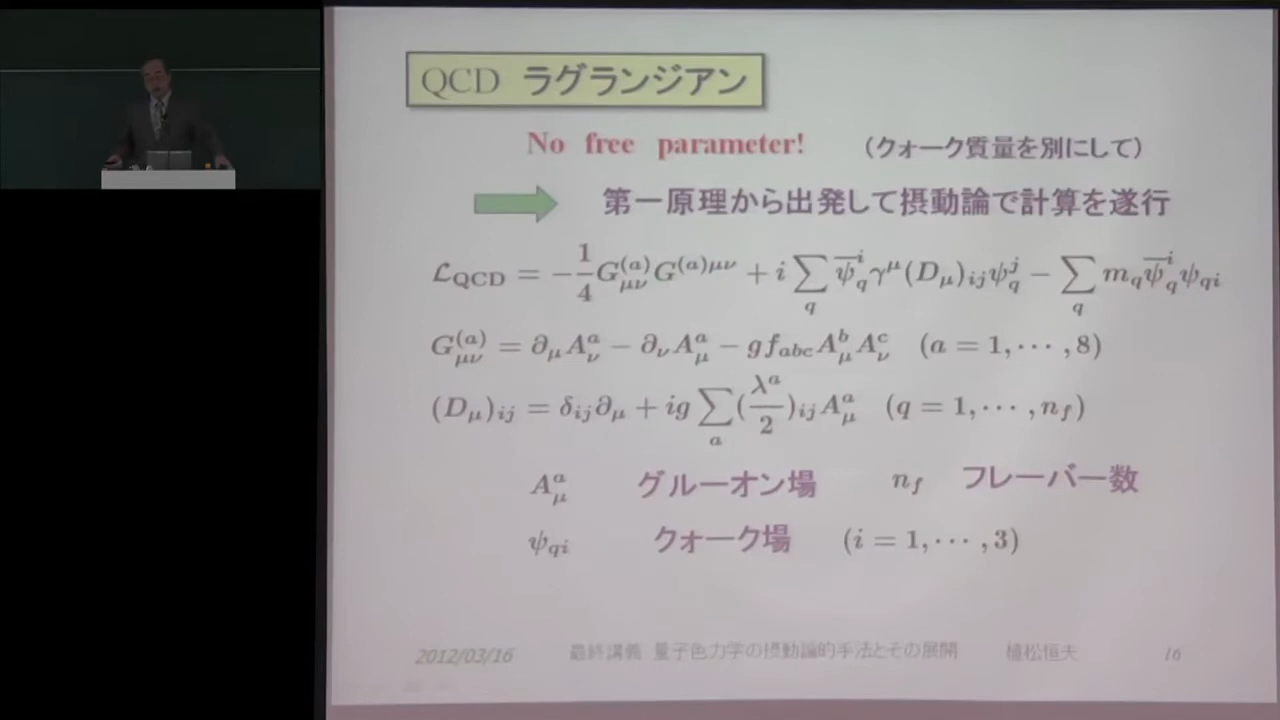 QCD ラグランジアン
No free parameter! （クォーク質量を別にして）
第一原理から出発して摂動論で計算を遂行
$\mathcal{L}_{\mathrm{QCD}} = -\frac{1}{4} G^{(a)}_{\mu\nu} G^{(a)\mu\nu} + i \sum_q \overline{\psi}^i_q \gamma^\mu (D_\mu)_{ij} \psi^j_q - \sum_q m_q \overline{\psi}^i_q \psi_{qi}$
$G^{(a)}_{\mu\nu} = \partial_\mu A^a_\nu - \partial_\nu A^a_\mu - g f_{abc} A^b_\mu A^c_\nu \quad (a = 1, \cdots, 8)$
$(D_\mu)_{ij} = \delta_{ij} \partial_\mu + ig \sum_a (\frac{\lambda^a}{2})_{ij} A^a_\mu \quad (q = 1, \cdots, n_f)$
$A^a_\mu$ グルーオン場 $n_f$ フレーバー数
$\psi_{qi}$ クォーク場 $(i = 1, \cdots, 3)$
2012/03/16 最終講義 量子色力学の摂動論的手法とその展開 植松恒夫 16